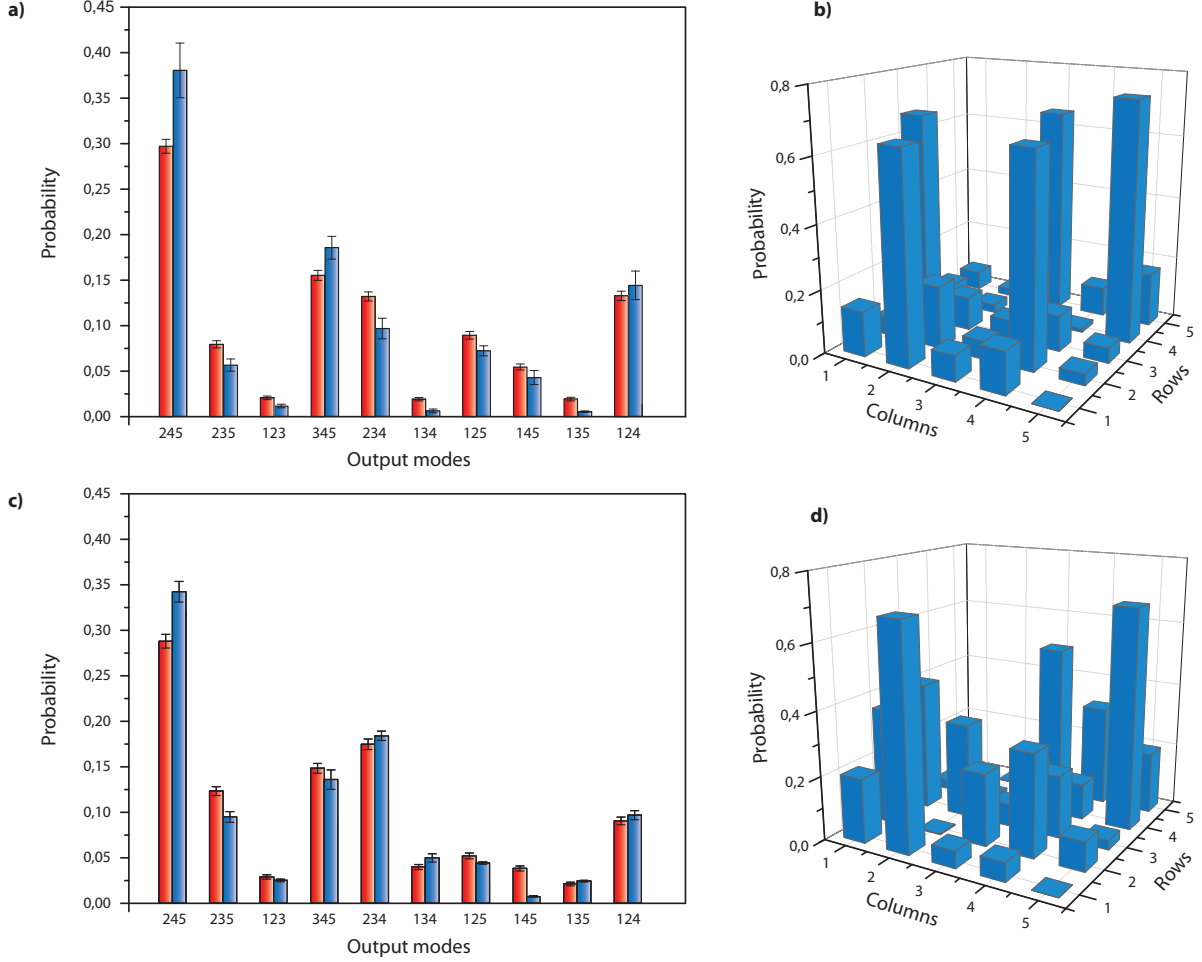 a)
0,45
0,40
0,35
0,30
0,25
0,20
0,15
0,10
0,05
0,00
Probability
245 235 123 345 234 134 125 145 135 124
Output modes
b)
0,8
0,6
0,4
0,2
0,0
Probability
1 2 3 4 5
Columns
1 2 3 4 5
Rows
c)
0,45
0,40
0,35
0,30
0,25
0,20
0,15
0,10
0,05
0,00
Probability
245 235 123 345 234 134 125 145 135 124
Output modes
d)
0,8
0,6
0,4
0,2
0,0
Probability
1 2 3 4 5
Columns
1 2 3 4 5
Rows